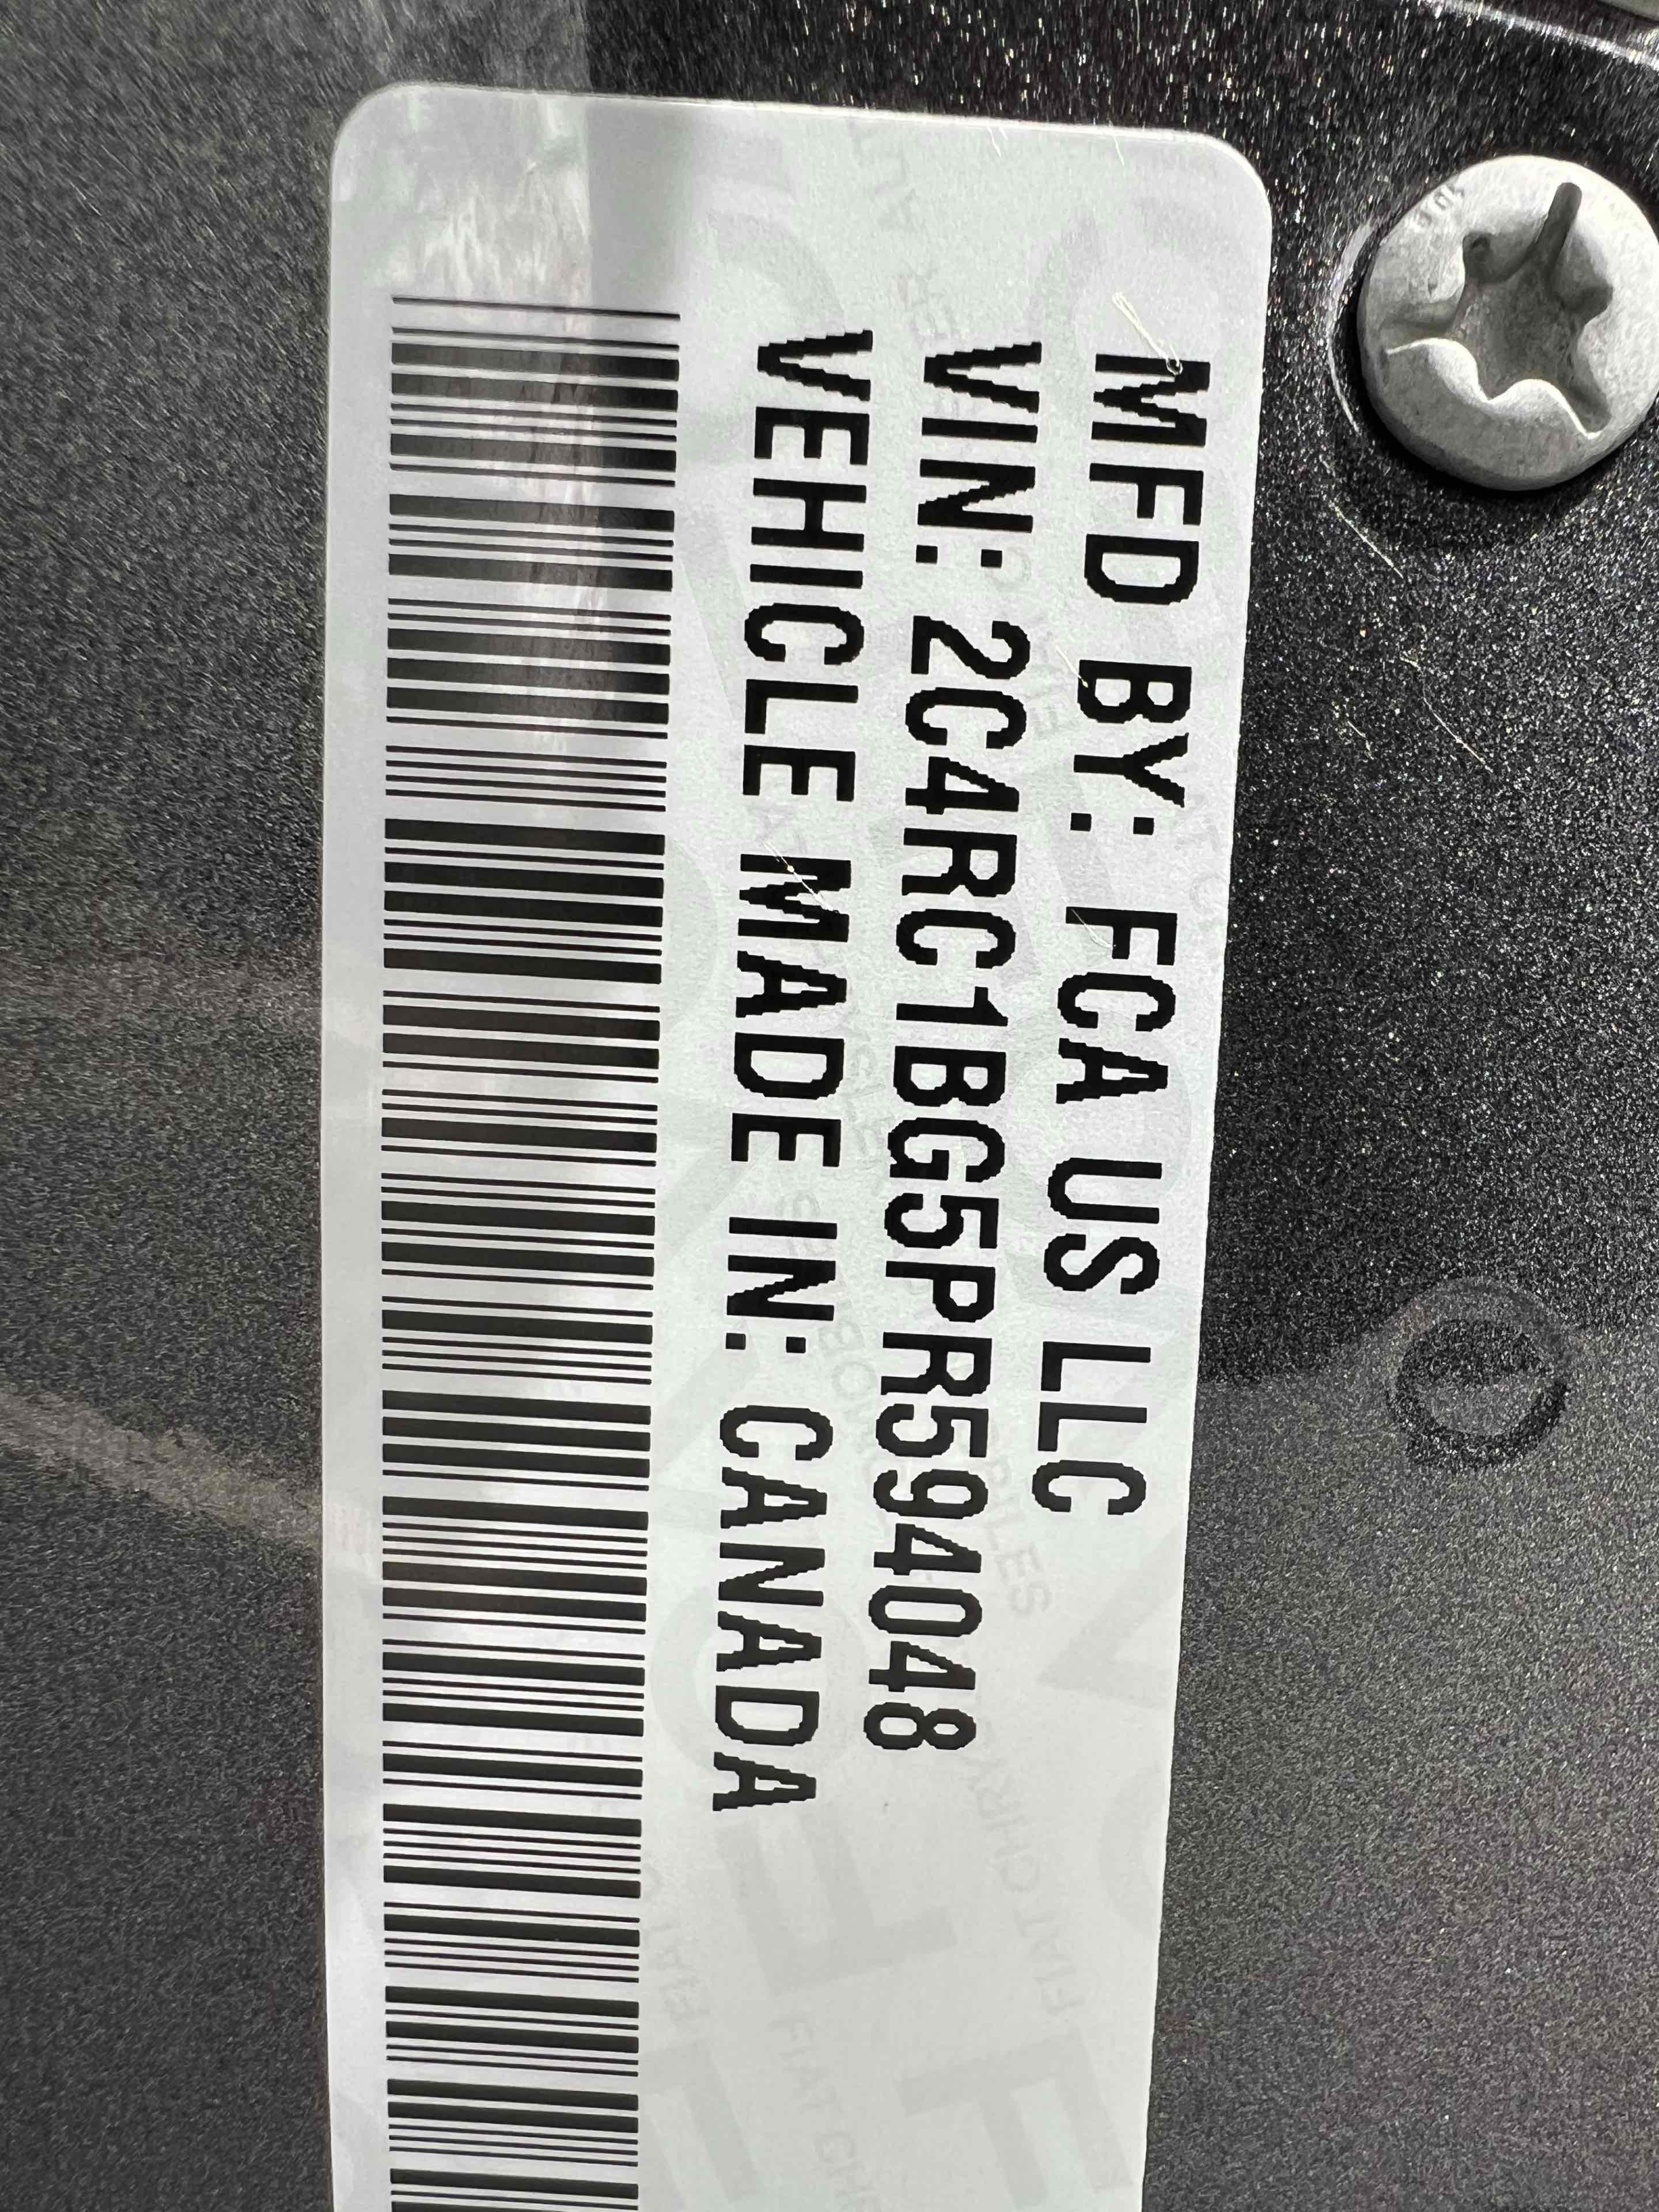 MFD BY: FCA US LLC
VIN: 2C4RC1BG5PR594048
VEHICLE MADE IN: CANADA